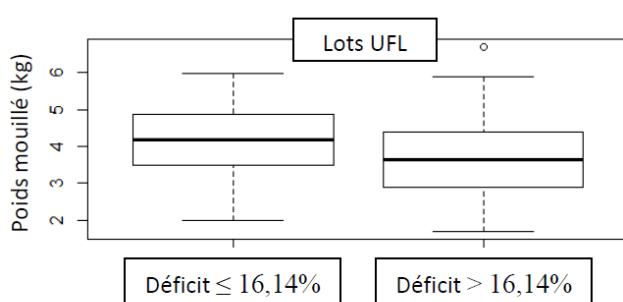 Lots UFL
Poids mouillé (kg)
6
5
4
3
2
Déficit ≤ 16,14%
Déficit > 16,14%